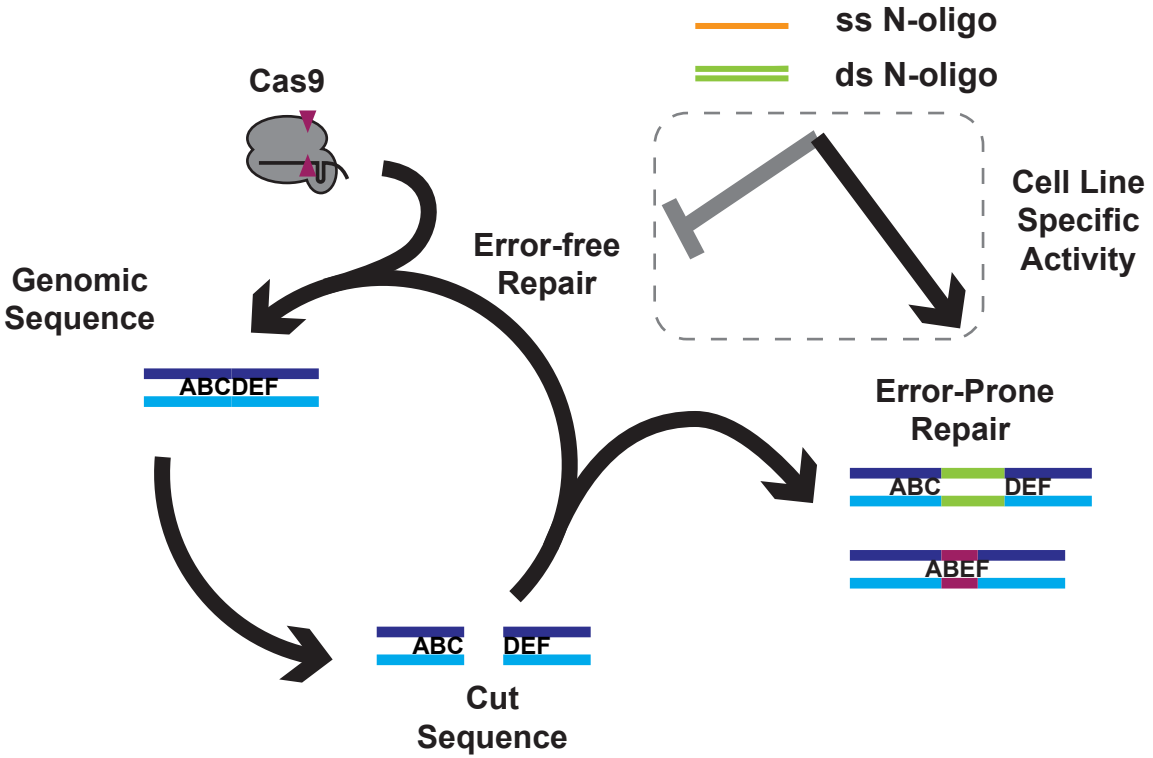 ss N-oligo
ds N-oligo
Cas9
Cell Line
Specific
Activity
Error-free
Repair
Genomic
Sequence
ABCDEF
Error-Prone
Repair
ABC DEF
ABEF
ABC DEF
Cut
Sequence